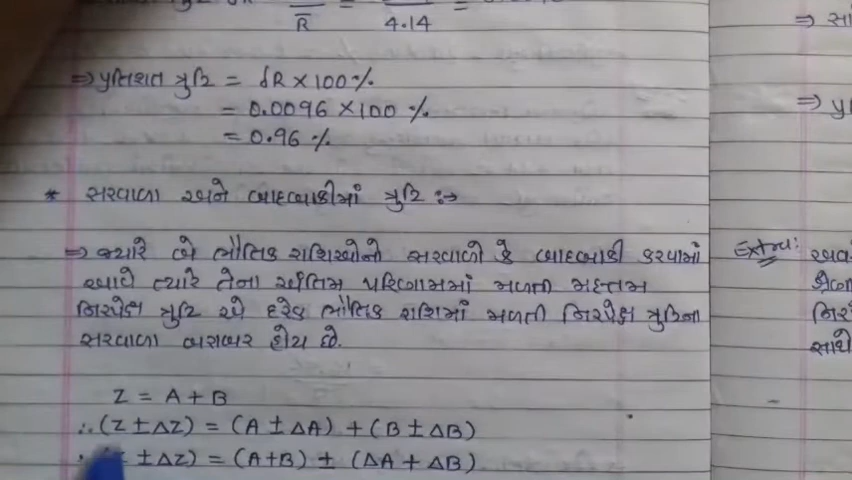 R̅ 4.14
⇒ પ્રતિશત ત્રુટિ = δR × 100 %
= 0.0096 × 100 %
= 0.96 %
* સરવાળા અને બાદબાકીમાં ત્રુટિ :→
⇒ જ્યારે બે ભૌતિક રાશિઓનો સરવાળો કે બાદબાકી કરવામાં
આવે ત્યારે તેના અંતિમ પરિણામમાં મળતી મહત્તમ
નિરપેક્ષ ત્રુટિ એ દરેક ભૌતિક રાશિમાં મળતી નિરપેક્ષ ત્રુટિના
સરવાળા બરાબર હોય છે.
Z = A + B
∴ (Z ± ΔZ) = (A ± ΔA) + (B ± ΔB)
± ΔZ) = (A+B) ± (ΔA + ΔB)
Extra: